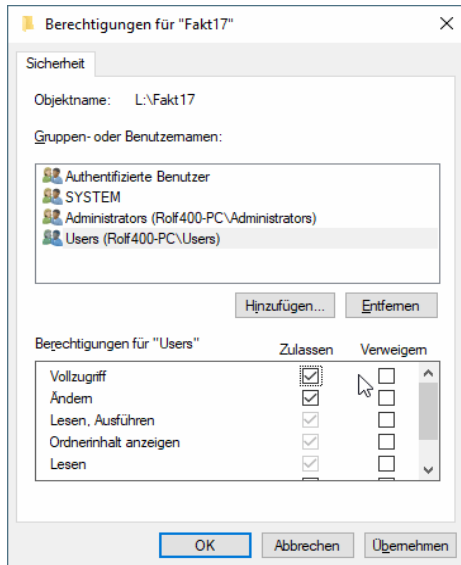 Berechtigungen für "Fakt17"
Sicherheit
Objektname: L:\Fakt17
Gruppen- oder Benutzernamen:
Authentifizierte Benutzer
SYSTEM
Administrators (Rolf400-PC\Administrators)
Users (Rolf400-PC\Users)
Hinzufügen... Entfernen
Berechtigungen für "Users" Zulassen Verweigern
Vollzugriff
Ändern
Lesen, Ausführen
Ordnerinhalt anzeigen
Lesen
OK Abbrechen Übernehmen